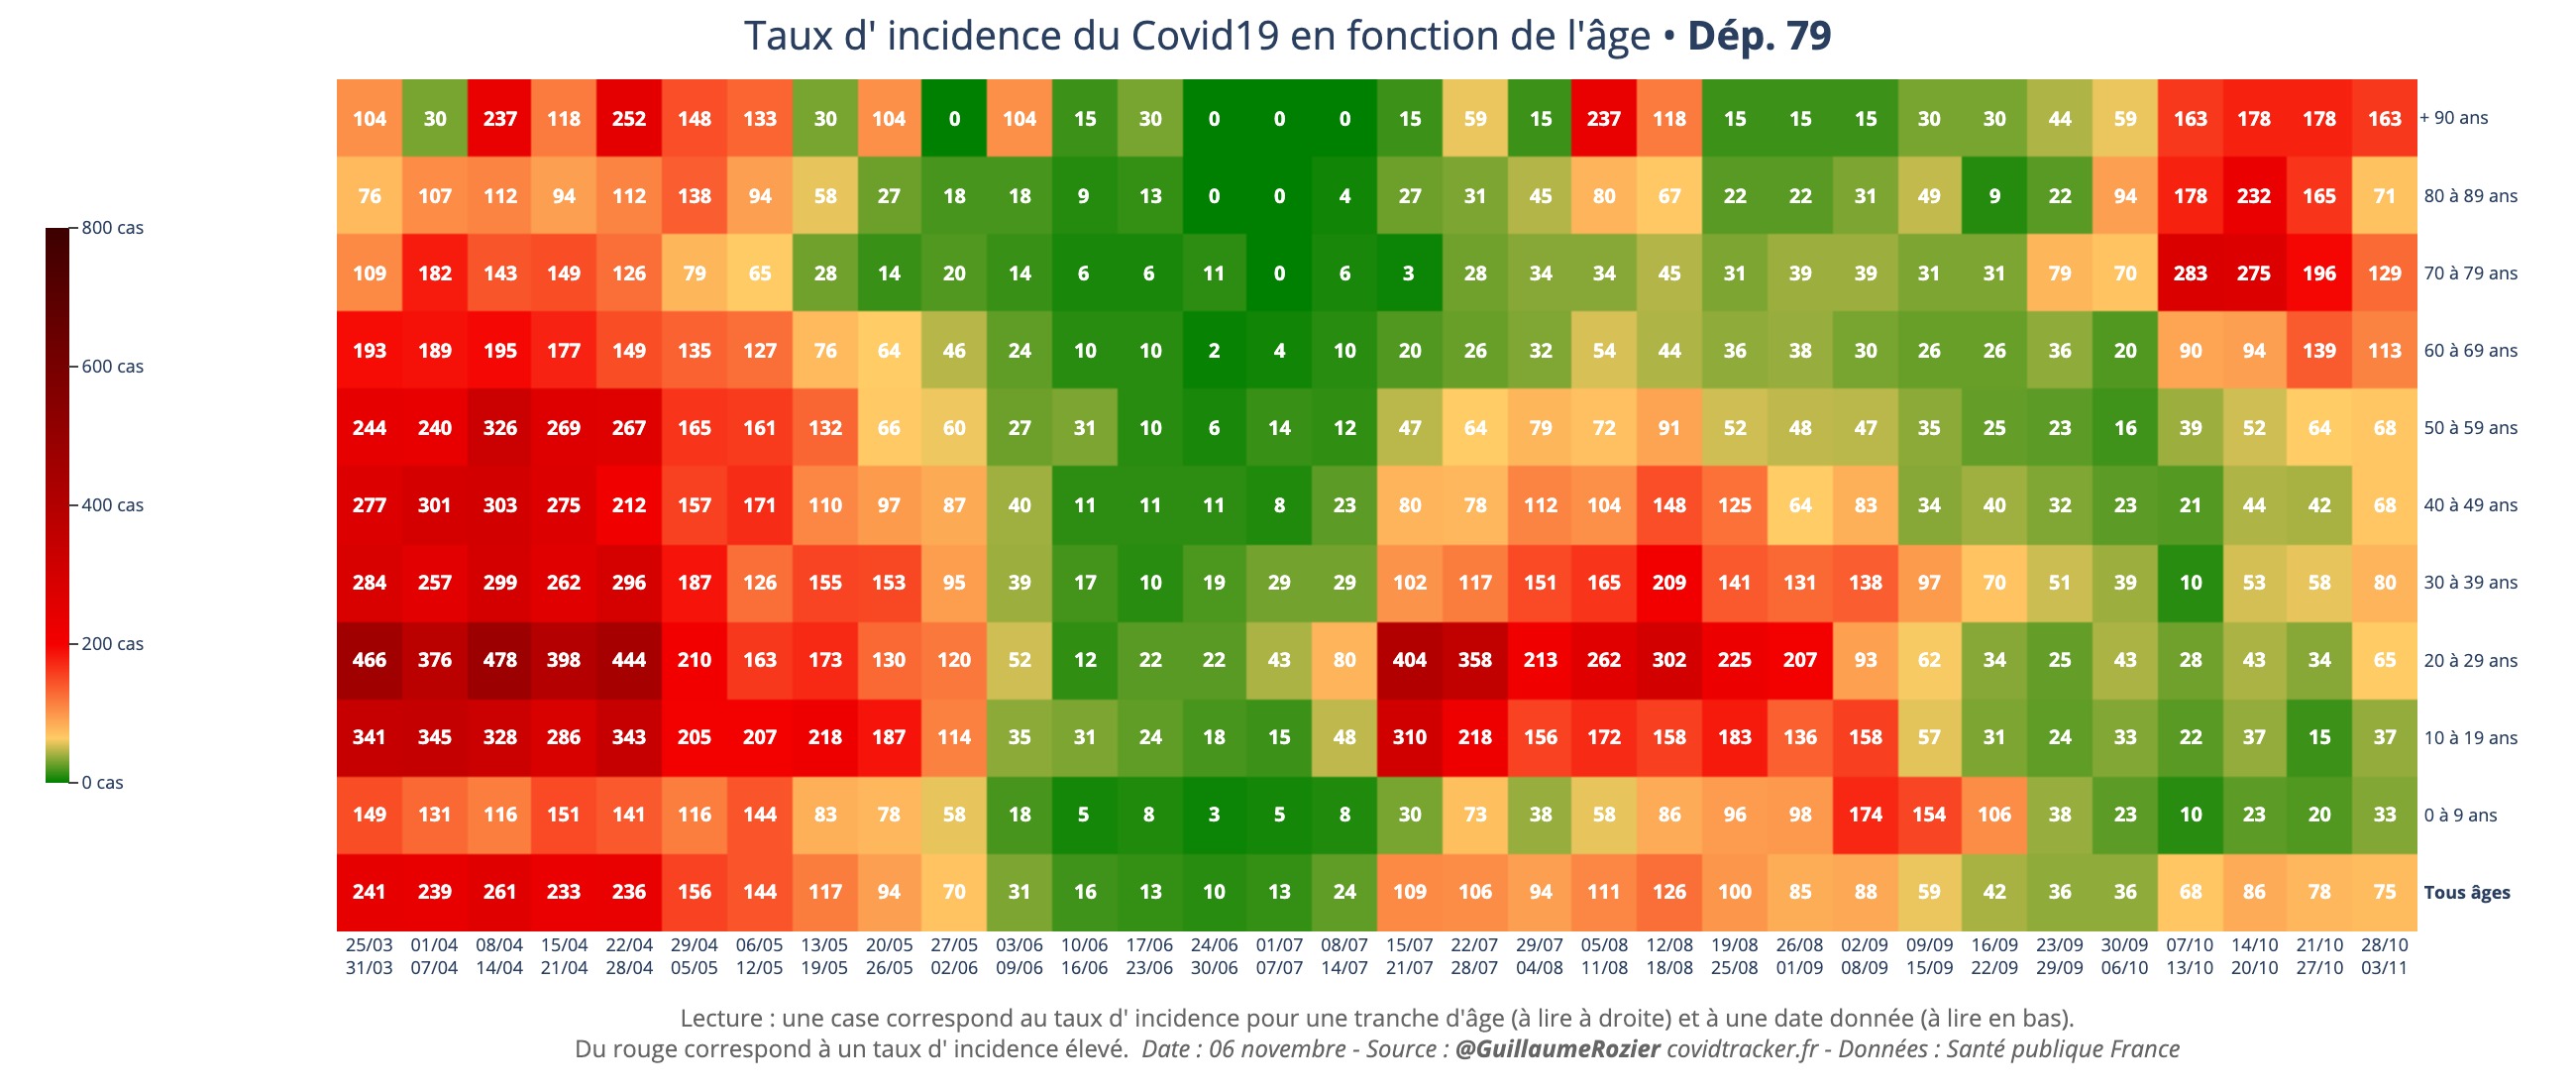 Taux d' incidence du Covid19 en fonction de l'âge • Dép. 79
800 cas
600 cas
400 cas
200 cas
0 cas
104 30 237 118 252 148 133 30 104 0 104 15 30 0 0 0 15 59 15 237 118 15 15 15 30 30 44 59 163 178 178 163 + 90 ans
76 107 112 94 112 138 94 58 27 18 18 9 13 0 0 4 27 31 45 80 67 22 22 31 49 9 22 94 178 232 165 71 80 à 89 ans
109 182 143 149 126 79 65 28 14 20 14 6 6 11 0 6 3 28 34 34 45 31 39 39 31 31 79 70 283 275 196 129 70 à 79 ans
193 189 195 177 149 135 127 76 64 46 24 10 10 2 4 10 20 26 32 54 44 36 38 30 26 26 36 20 90 94 139 113 60 à 69 ans
244 240 326 269 267 165 161 132 66 60 27 31 10 6 14 12 47 64 79 72 91 52 48 47 35 25 23 16 39 52 64 68 50 à 59 ans
277 301 303 275 212 157 171 110 97 87 40 11 11 11 8 23 80 78 112 104 148 125 64 83 34 40 32 23 21 44 42 68 40 à 49 ans
284 257 299 262 296 187 126 155 153 95 39 17 10 19 29 29 102 117 151 165 209 141 131 138 97 70 51 39 10 53 58 80 30 à 39 ans
466 376 478 398 444 210 163 173 130 120 52 12 22 22 43 80 404 358 213 262 302 225 207 93 62 34 25 43 28 43 34 65 20 à 29 ans
341 345 328 286 343 205 207 218 187 114 35 31 24 18 15 48 310 218 156 172 158 183 136 158 57 31 24 33 22 37 15 37 10 à 19 ans
149 131 116 151 141 116 144 83 78 58 18 5 8 3 5 8 30 73 38 58 86 96 98 174 154 106 38 23 10 23 20 33 0 à 9 ans
241 239 261 233 236 156 144 117 94 70 31 16 13 10 13 24 109 106 94 111 126 100 85 88 59 42 36 36 68 86 78 75 Tous âges
25/03 01/04 08/04 15/04 22/04 29/04 06/05 13/05 20/05 27/05 03/06 10/06 17/06 24/06 01/07 08/07 15/07 22/07 29/07 05/08 12/08 19/08 26/08 02/09 09/09 16/09 23/09 30/09 07/10 14/10 21/10 28/10
31/03 07/04 14/04 21/04 28/04 05/05 12/05 19/05 26/05 02/06 09/06 16/06 23/06 30/06 07/07 14/07 21/07 28/07 04/08 11/08 18/08 25/08 01/09 08/09 15/09 22/09 29/09 06/10 13/10 20/10 27/10 03/11
Lecture : une case correspond au taux d' incidence pour une tranche d'âge (à lire à droite) et à une date donnée (à lire en bas).
Du rouge correspond à un taux d' incidence élevé. Date : 06 novembre - Source : @GuillaumeRozier covidtracker.fr - Données : Santé publique France